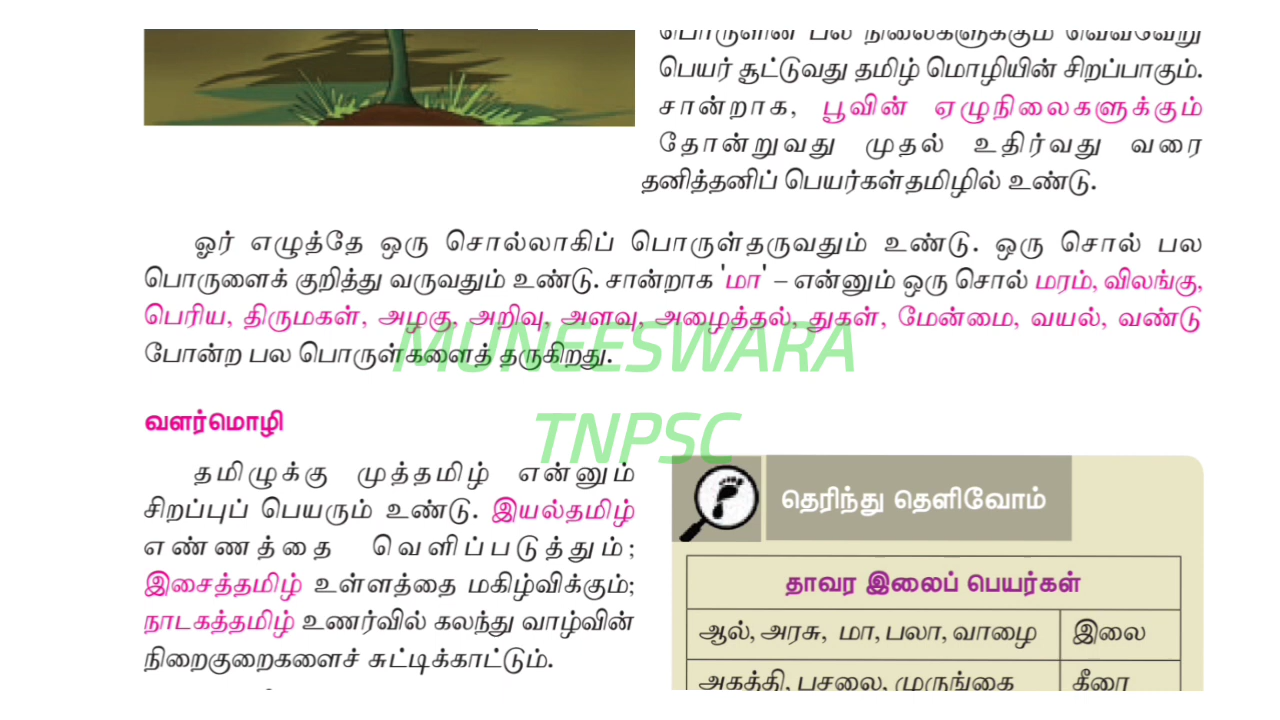 பொருளின் பல நிலைகளுக்கும் வெவ்வேறு
பெயர் சூட்டுவது தமிழ் மொழியின் சிறப்பாகும்.
சான்றாக, பூவின் ஏழுநிலைகளுக்கும்
தோன்றுவது முதல் உதிர்வது வரை
தனித்தனிப் பெயர்கள்தமிழில் உண்டு.
ஓர் எழுத்தே ஒரு சொல்லாகிப் பொருள்தருவதும் உண்டு. ஒரு சொல் பல
பொருளைக் குறித்து வருவதும் உண்டு. சான்றாக 'மா' – என்னும் ஒரு சொல் மரம், விலங்கு,
பெரிய, திருமகள், அழகு, அறிவு, அளவு, அழைத்தல், துகள், மேன்மை, வயல், வண்டு
போன்ற பல பொருள்களைத் தருகிறது.
MUNEESWARA
TNPSC
வளர்மொழி
தமிழுக்கு முத்தமிழ் என்னும்
சிறப்புப் பெயரும் உண்டு. இயல்தமிழ்
எண்ணத்தை வெளிப்படுத்தும்;
இசைத்தமிழ் உள்ளத்தை மகிழ்விக்கும்;
நாடகத்தமிழ் உணர்வில் கலந்து வாழ்வின்
நிறைகுறைகளைச் சுட்டிக்காட்டும்.
தெரிந்து தெளிவோம்
தாவர இலைப் பெயர்கள்
ஆல், அரசு, மா, பலா, வாழை இலை
அகத்தி, பசலை, முருங்கை கீரை